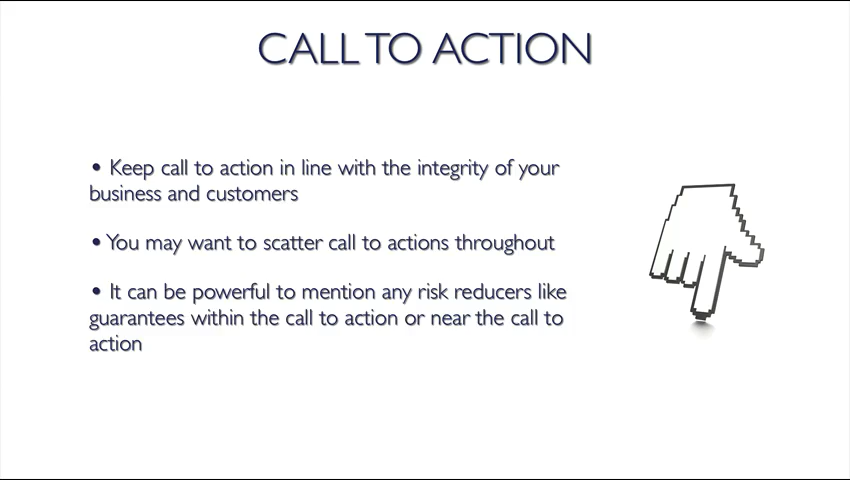 CALL TO ACTION
• Keep call to action in line with the integrity of your
business and customers
• You may want to scatter call to actions throughout
• It can be powerful to mention any risk reducers like
guarantees within the call to action or near the call to
action